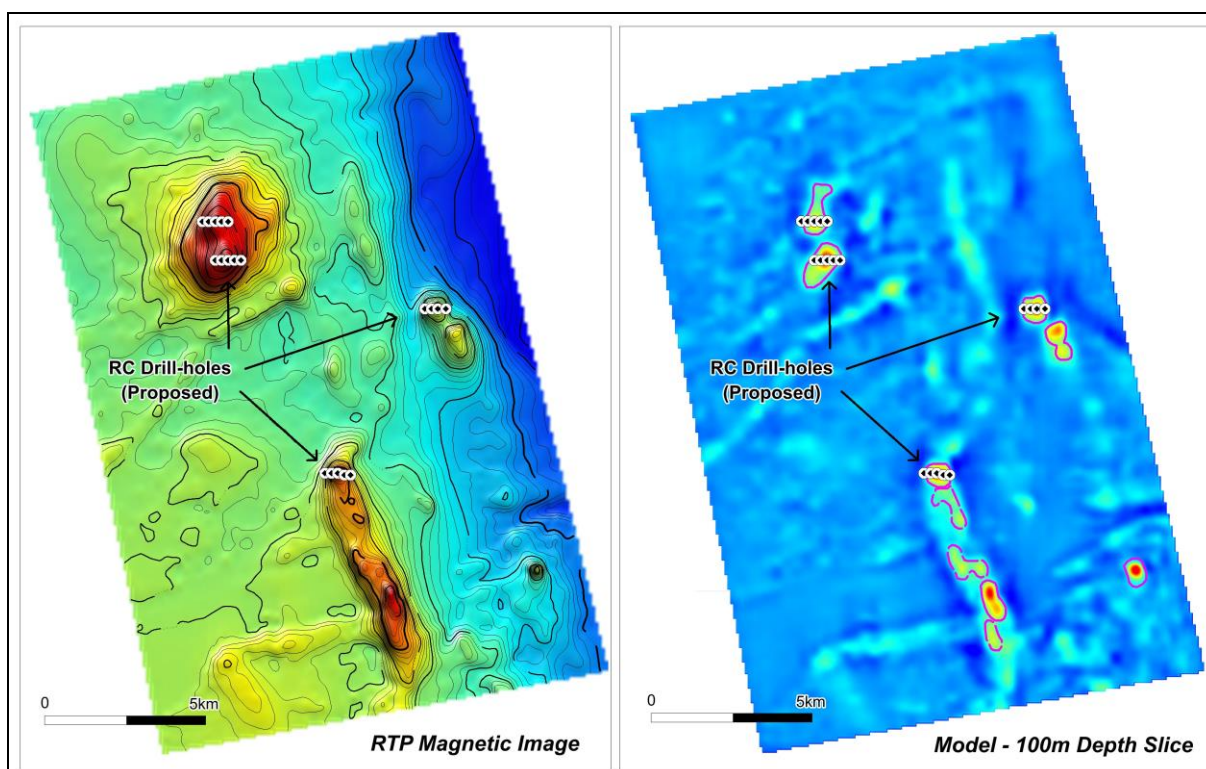 RC Drill-holes
(Proposed)
0
5km
RTP Magnetic Image
RC Drill-holes
(Proposed)
0
5km
Model - 100m Depth Slice